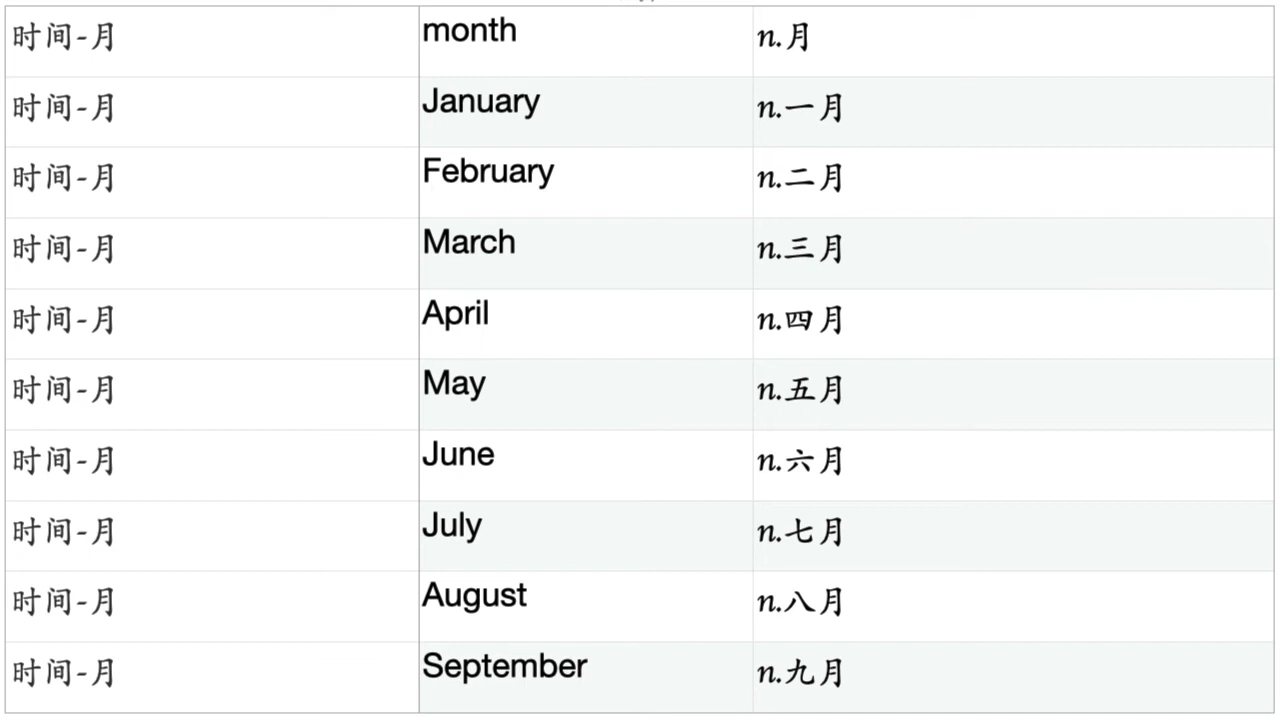 时间-月 month n.月
时间-月 January n.一月
时间-月 February n.二月
时间-月 March n.三月
时间-月 April n.四月
时间-月 May n.五月
时间-月 June n.六月
时间-月 July n.七月
时间-月 August n.八月
时间-月 September n.九月